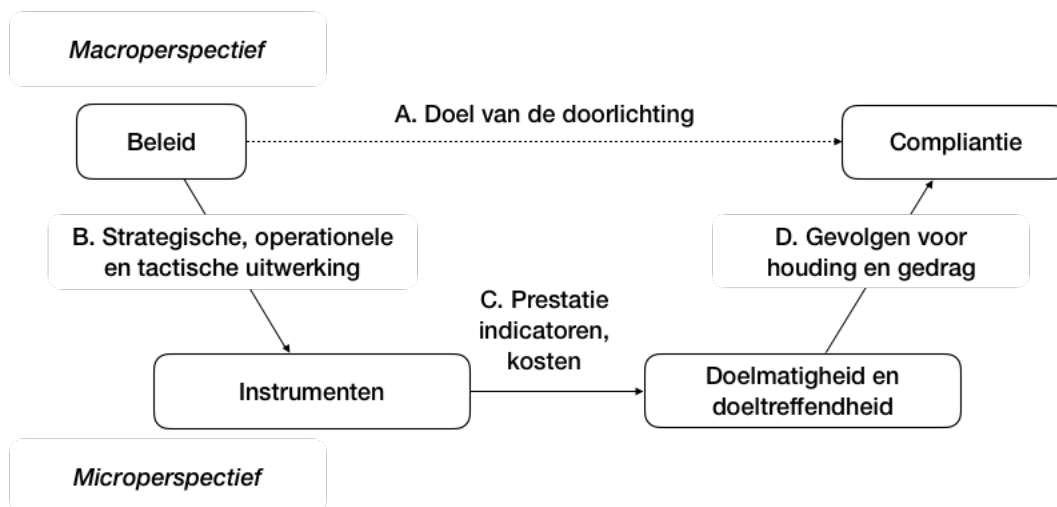 Macroperspectief
A. Doel van de doorlichting
Beleid
Compliantie
B. Strategische, operationele
en tactische uitwerking
D. Gevolgen voor
houding en gedrag
C. Prestatie
indicatoren,
kosten
Instrumenten
Doelmatigheid en
doeltreffendheid
Microperspectief